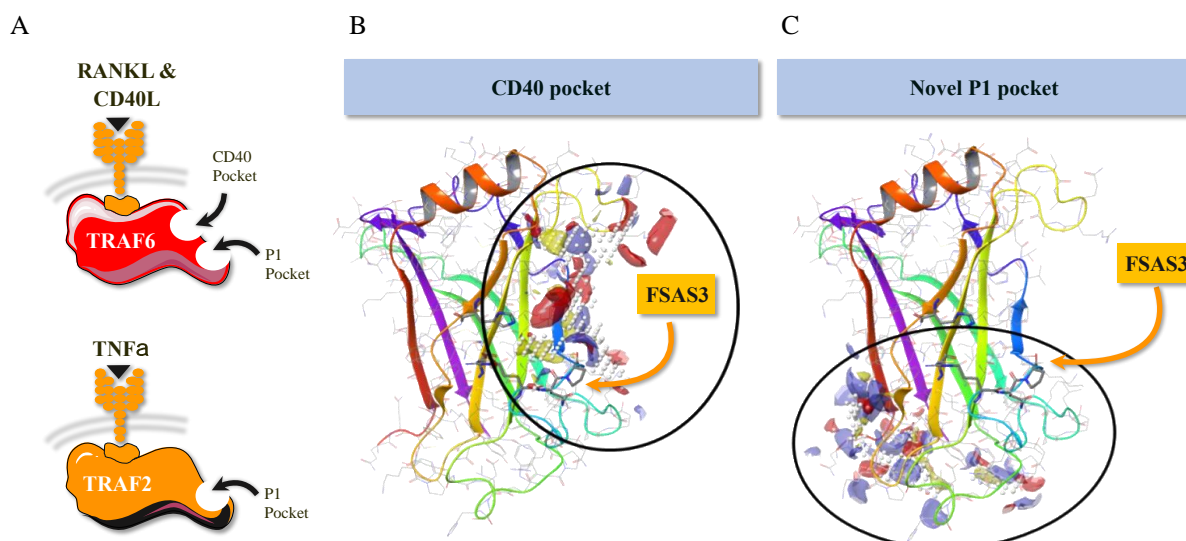 A
RANKL &
CD40L
CD40
Pocket
TRAF6
P1
Pocket
TNFa
TRAF2
P1
Pocket
B
CD40 pocket
FSAS3
C
Novel P1 pocket
FSAS3